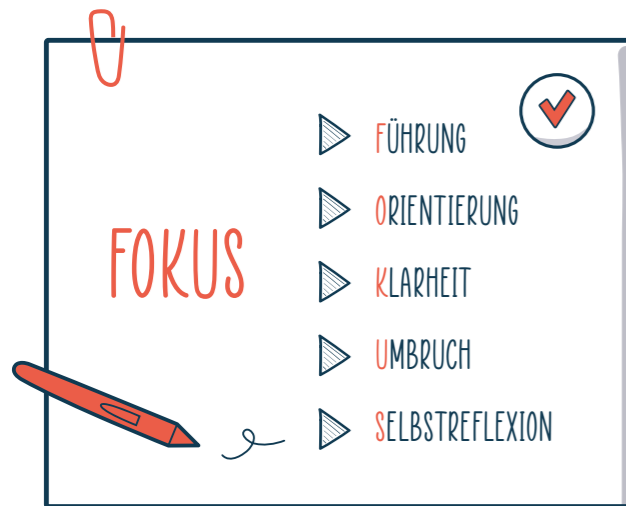 FOKUS
FÜHRUNG
ORIENTIERUNG
KLARHEIT
UMBRUCH
SELBSTREFLEXION